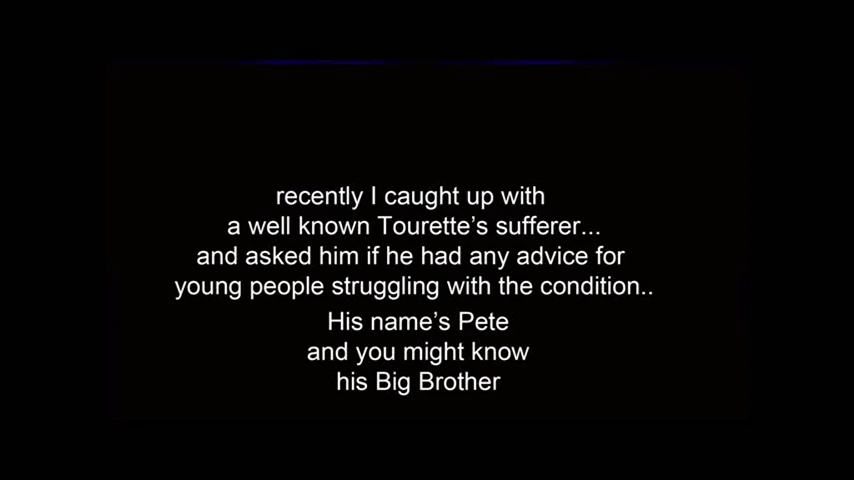 recently I caught up with
a well known Tourette's sufferer...
and asked him if he had any advice for
young people struggling with the condition..
His name's Pete
and you might know
his Big Brother